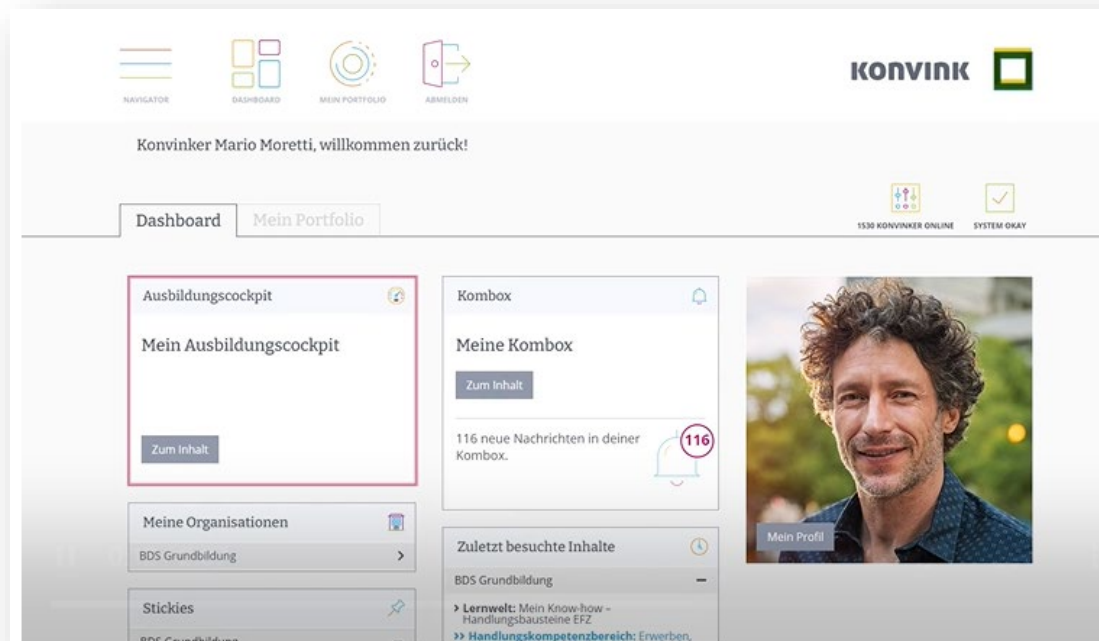 NAVIGATOR
DASHBOARD
MEIN PORTFOLIO
ABMELDEN
KONVINK
Konvinker Mario Moretti, willkommen zurück!
Dashboard
Mein Portfolio
1530 KONVINKER ONLINE
SYSTEM OKAY
Ausbildungscockpit
Mein Ausbildungscockpit
Zum Inhalt
Kombox
Meine Kombox
Zum Inhalt
116 neue Nachrichten in deiner
Kombox.
116
Mein Profil
Meine Organisationen
BDS Grundbildung
Stickies
BDS Grundbildung
Zuletzt besuchte Inhalte
BDS Grundbildung
Lernwelt: Mein Know-how –
Handlungsbausteine EFZ
Handlungskompetenzbereich: Erwerben,